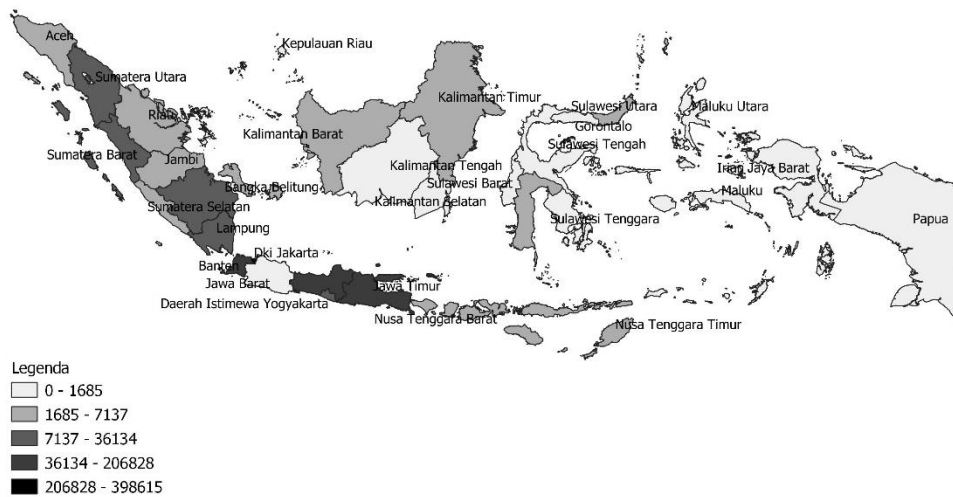 Aceh
Kepulauan Riau
Sumatera Utara
Kalimantan Timur
Sulawesi Utara
Maluku Utara
Riau
Gorontalo
Kalimantan Barat
Sulawesi Tengah
Sumatera Barat
Jambi
Kalimantan Tengah
Irian Jaya Barat
Bangka Belitung
Sulawesi Barat
Maluku
Sumatera Selatan
Kalimantan Selatan
Sulawesi Tenggara
Papua
Lampung
Dki Jakarta
Banten
Jawa Barat
Jawa Timur
Daerah Istimewa Yogyakarta
Nusa Tenggara Barat
Nusa Tenggara Timur
Legenda
0 - 1685
1685 - 7137
7137 - 36134
36134 - 206828
206828 - 398615